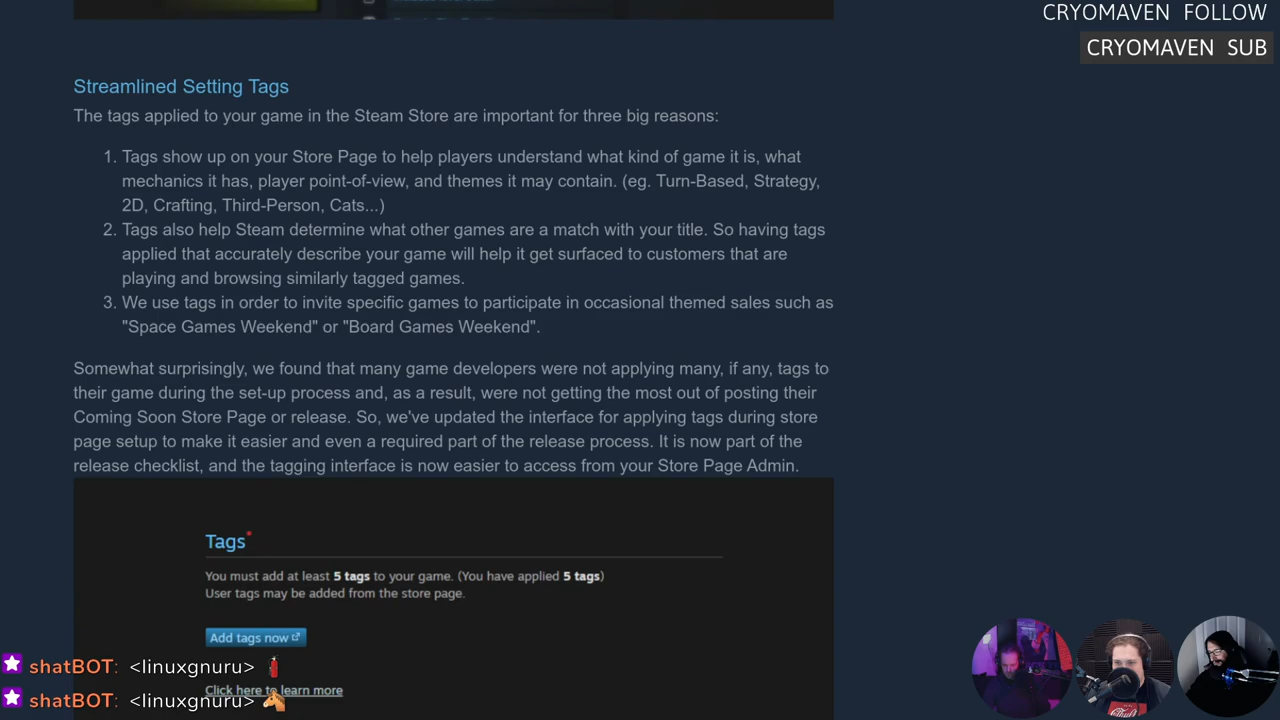 CRYOMAVEN FOLLOW
CRYOMAVEN SUB
Streamlined Setting Tags
The tags applied to your game in the Steam Store are important for three big reasons:
1. Tags show up on your Store Page to help players understand what kind of game it is, what
mechanics it has, player point-of-view, and themes it may contain. (eg. Turn-Based, Strategy,
2D, Crafting, Third-Person, Cats...)
2. Tags also help Steam determine what other games are a match with your title. So having tags
applied that accurately describe your game will help it get surfaced to customers that are
playing and browsing similarly tagged games.
3. We use tags in order to invite specific games to participate in occasional themed sales such as
"Space Games Weekend" or "Board Games Weekend".
Somewhat surprisingly, we found that many game developers were not applying many, if any, tags to
their game during the set-up process and, as a result, were not getting the most out of posting their
Coming Soon Store Page or release. So, we've updated the interface for applying tags during store
page setup to make it easier and even a required part of the release process. It is now part of the
release checklist, and the tagging interface is now easier to access from your Store Page Admin.
Tags*
You must add at least 5 tags to your game. (You have applied 5 tags)
User tags may be added from the store page.
Add tags now
shatBOT: <linuxgnuru>
Click here to learn more
shatBOT: <linuxgnuru>